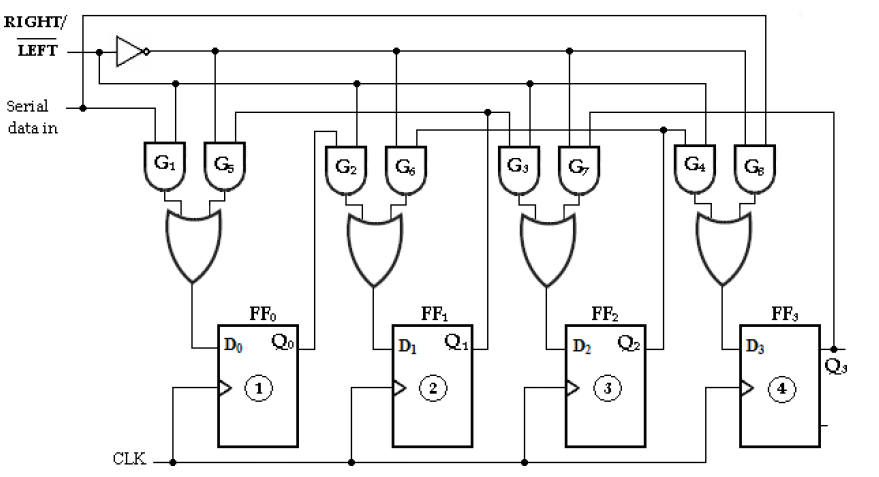 RIGHT/
LEFT
Serial
data in
G1 G5 G2 G6 G3 G7 G4 G8
FF0 FF1 FF2 FF3
D0 Q0 D1 Q1 D2 Q2 D3
Q3
1 2 3 4
CLK